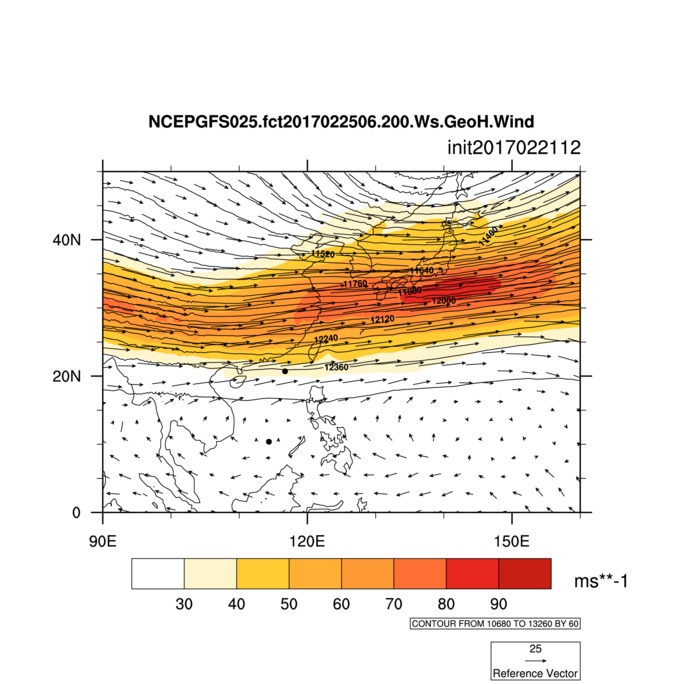 NCEPGFS025.fct2017022506.200.Ws.GeoH.Wind
init2017022112
40N
20N
0
11400
11520
11640
11760
11880
12000
12120
12240
12360
90E 120E 150E
30 40 50 60 70 80 90
ms**-1
CONTOUR FROM 10680 TO 13260 BY 60
25
Reference Vector